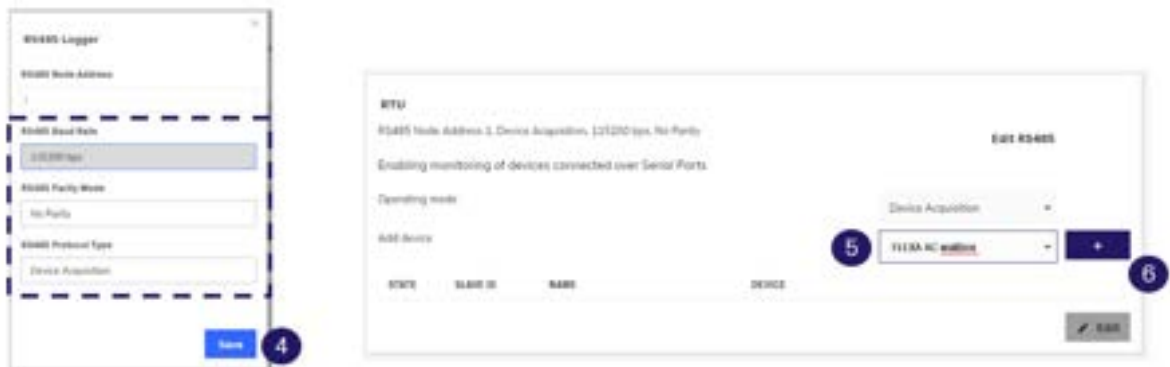 RS485 Logger
RS485 Node Address
1
RS485 Baud Rate
115200 bps
RS485 Parity Mode
No Parity
RS485 Protocol Type
Device Acquisition
Save
4
RTU
RS485 Node Address 1, Device Acquisition, 115200 bps, No Parity
Edit RS485
Enabling monitoring of devices connected over Serial Ports
Operating mode
Device Acquisition
Add device
5
AC wallbox
+
6
STATE SLAVE ID NAME DEVICE
Edit